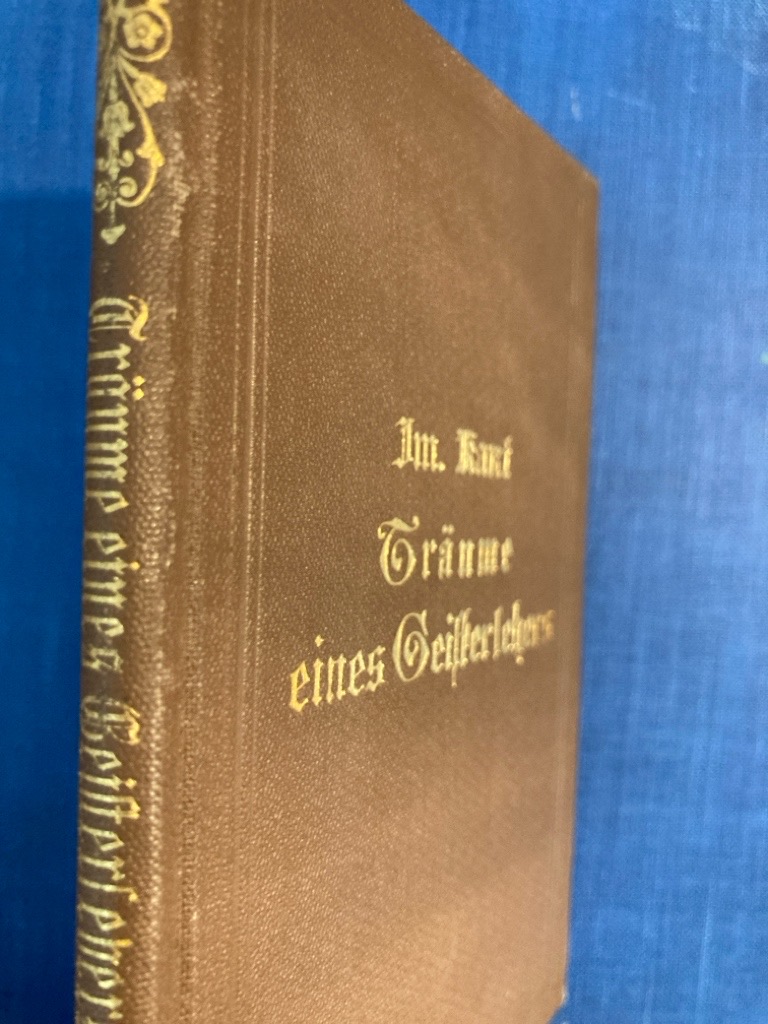 Im. Kant
Träume
eines Geistersehers
Träume eines Geistersehers